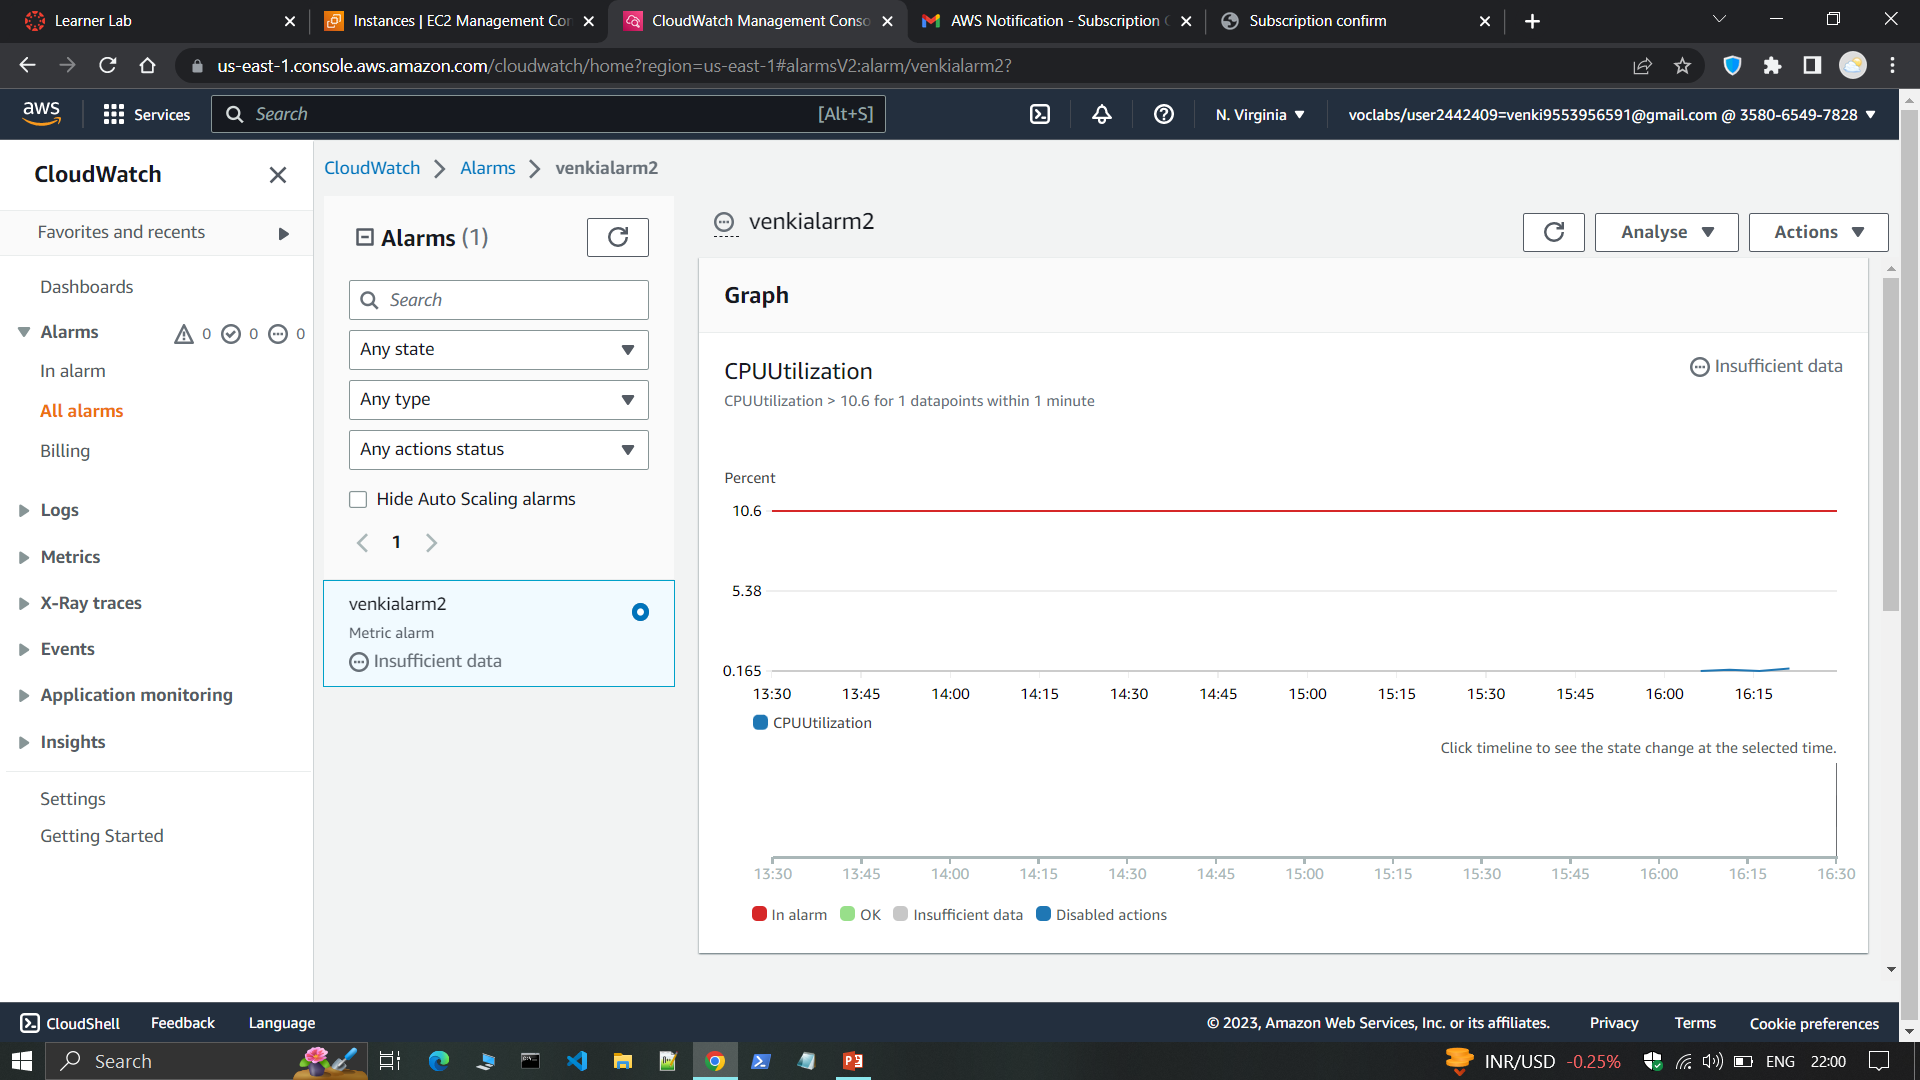 Learner Lab
Instances | EC2 Management Con
CloudWatch Management Conso
AWS Notification - Subscription C
Subscription confirm
us-east-1.console.aws.amazon.com/cloudwatch/home?region=us-east-1#alarmsV2:alarm/venkialarm2?
aws
Services
Search
[Alt+S]
N. Virginia
voclabs/user2442409=venki9553956591@gmail.com @ 3580-6549-7828
CloudWatch
Favorites and recents
Dashboards
Alarms 0 0 0
In alarm
All alarms
Billing
Logs
Metrics
X-Ray traces
Events
Application monitoring
Insights
Settings
Getting Started
CloudWatch > Alarms > venkialarm2
Alarms (1)
Search
Any state
Any type
Any actions status
Hide Auto Scaling alarms
1
venkialarm2
Metric alarm
Insufficient data
venkialarm2
Analyse
Actions
Graph
CPUUtilization
Insufficient data
CPUUtilization > 10.6 for 1 datapoints within 1 minute
Percent
10.6
5.38
0.165
13:30 13:45 14:00 14:15 14:30 14:45 15:00 15:15 15:30 15:45 16:00 16:15
CPUUtilization
Click timeline to see the state change at the selected time.
13:30 13:45 14:00 14:15 14:30 14:45 15:00 15:15 15:30 15:45 16:00 16:15 16:30
In alarm OK Insufficient data Disabled actions
CloudShell Feedback Language
© 2023, Amazon Web Services, Inc. or its affiliates. Privacy Terms Cookie preferences
Search
INR/USD -0.25%
ENG 22:00